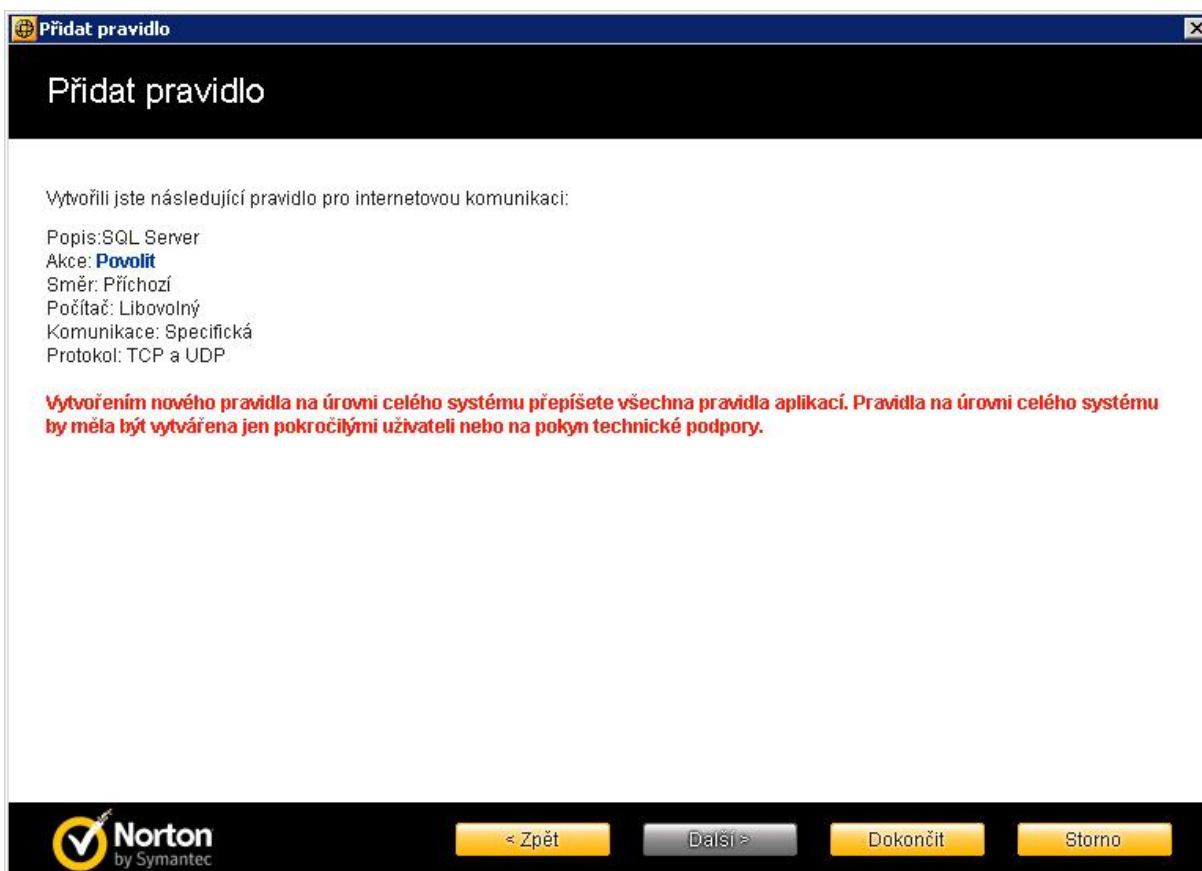 Přidat pravidlo
Přidat pravidlo
Vytvořili jste následující pravidlo pro internetovou komunikaci:
Popis:SQL Server
Akce: Povolit
Směr: Příchozí
Počítač: Libovolný
Komunikace: Specifická
Protokol: TCP a UDP
Vytvořením nového pravidla na úrovni celého systému přepíšete všechna pravidla aplikací. Pravidla na úrovni celého systému
by měla být vytvářena jen pokročilými uživateli nebo na pokyn technické podpory.
Norton
by Symantec
< Zpět
Další >
Dokončit
Storno